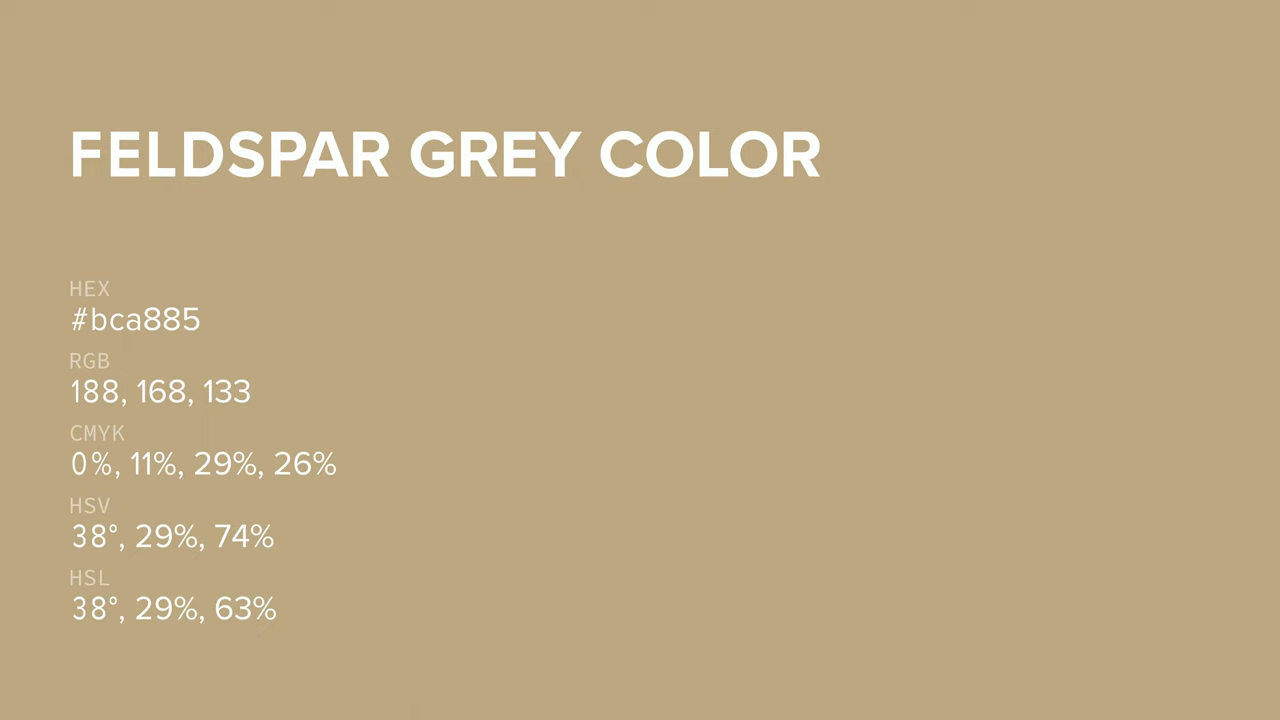 FELDSPAR GREY COLOR
HEX
#bca885
RGB
188, 168, 133
CMYK
0%, 11%, 29%, 26%
HSV
38°, 29%, 74%
HSL
38°, 29%, 63%